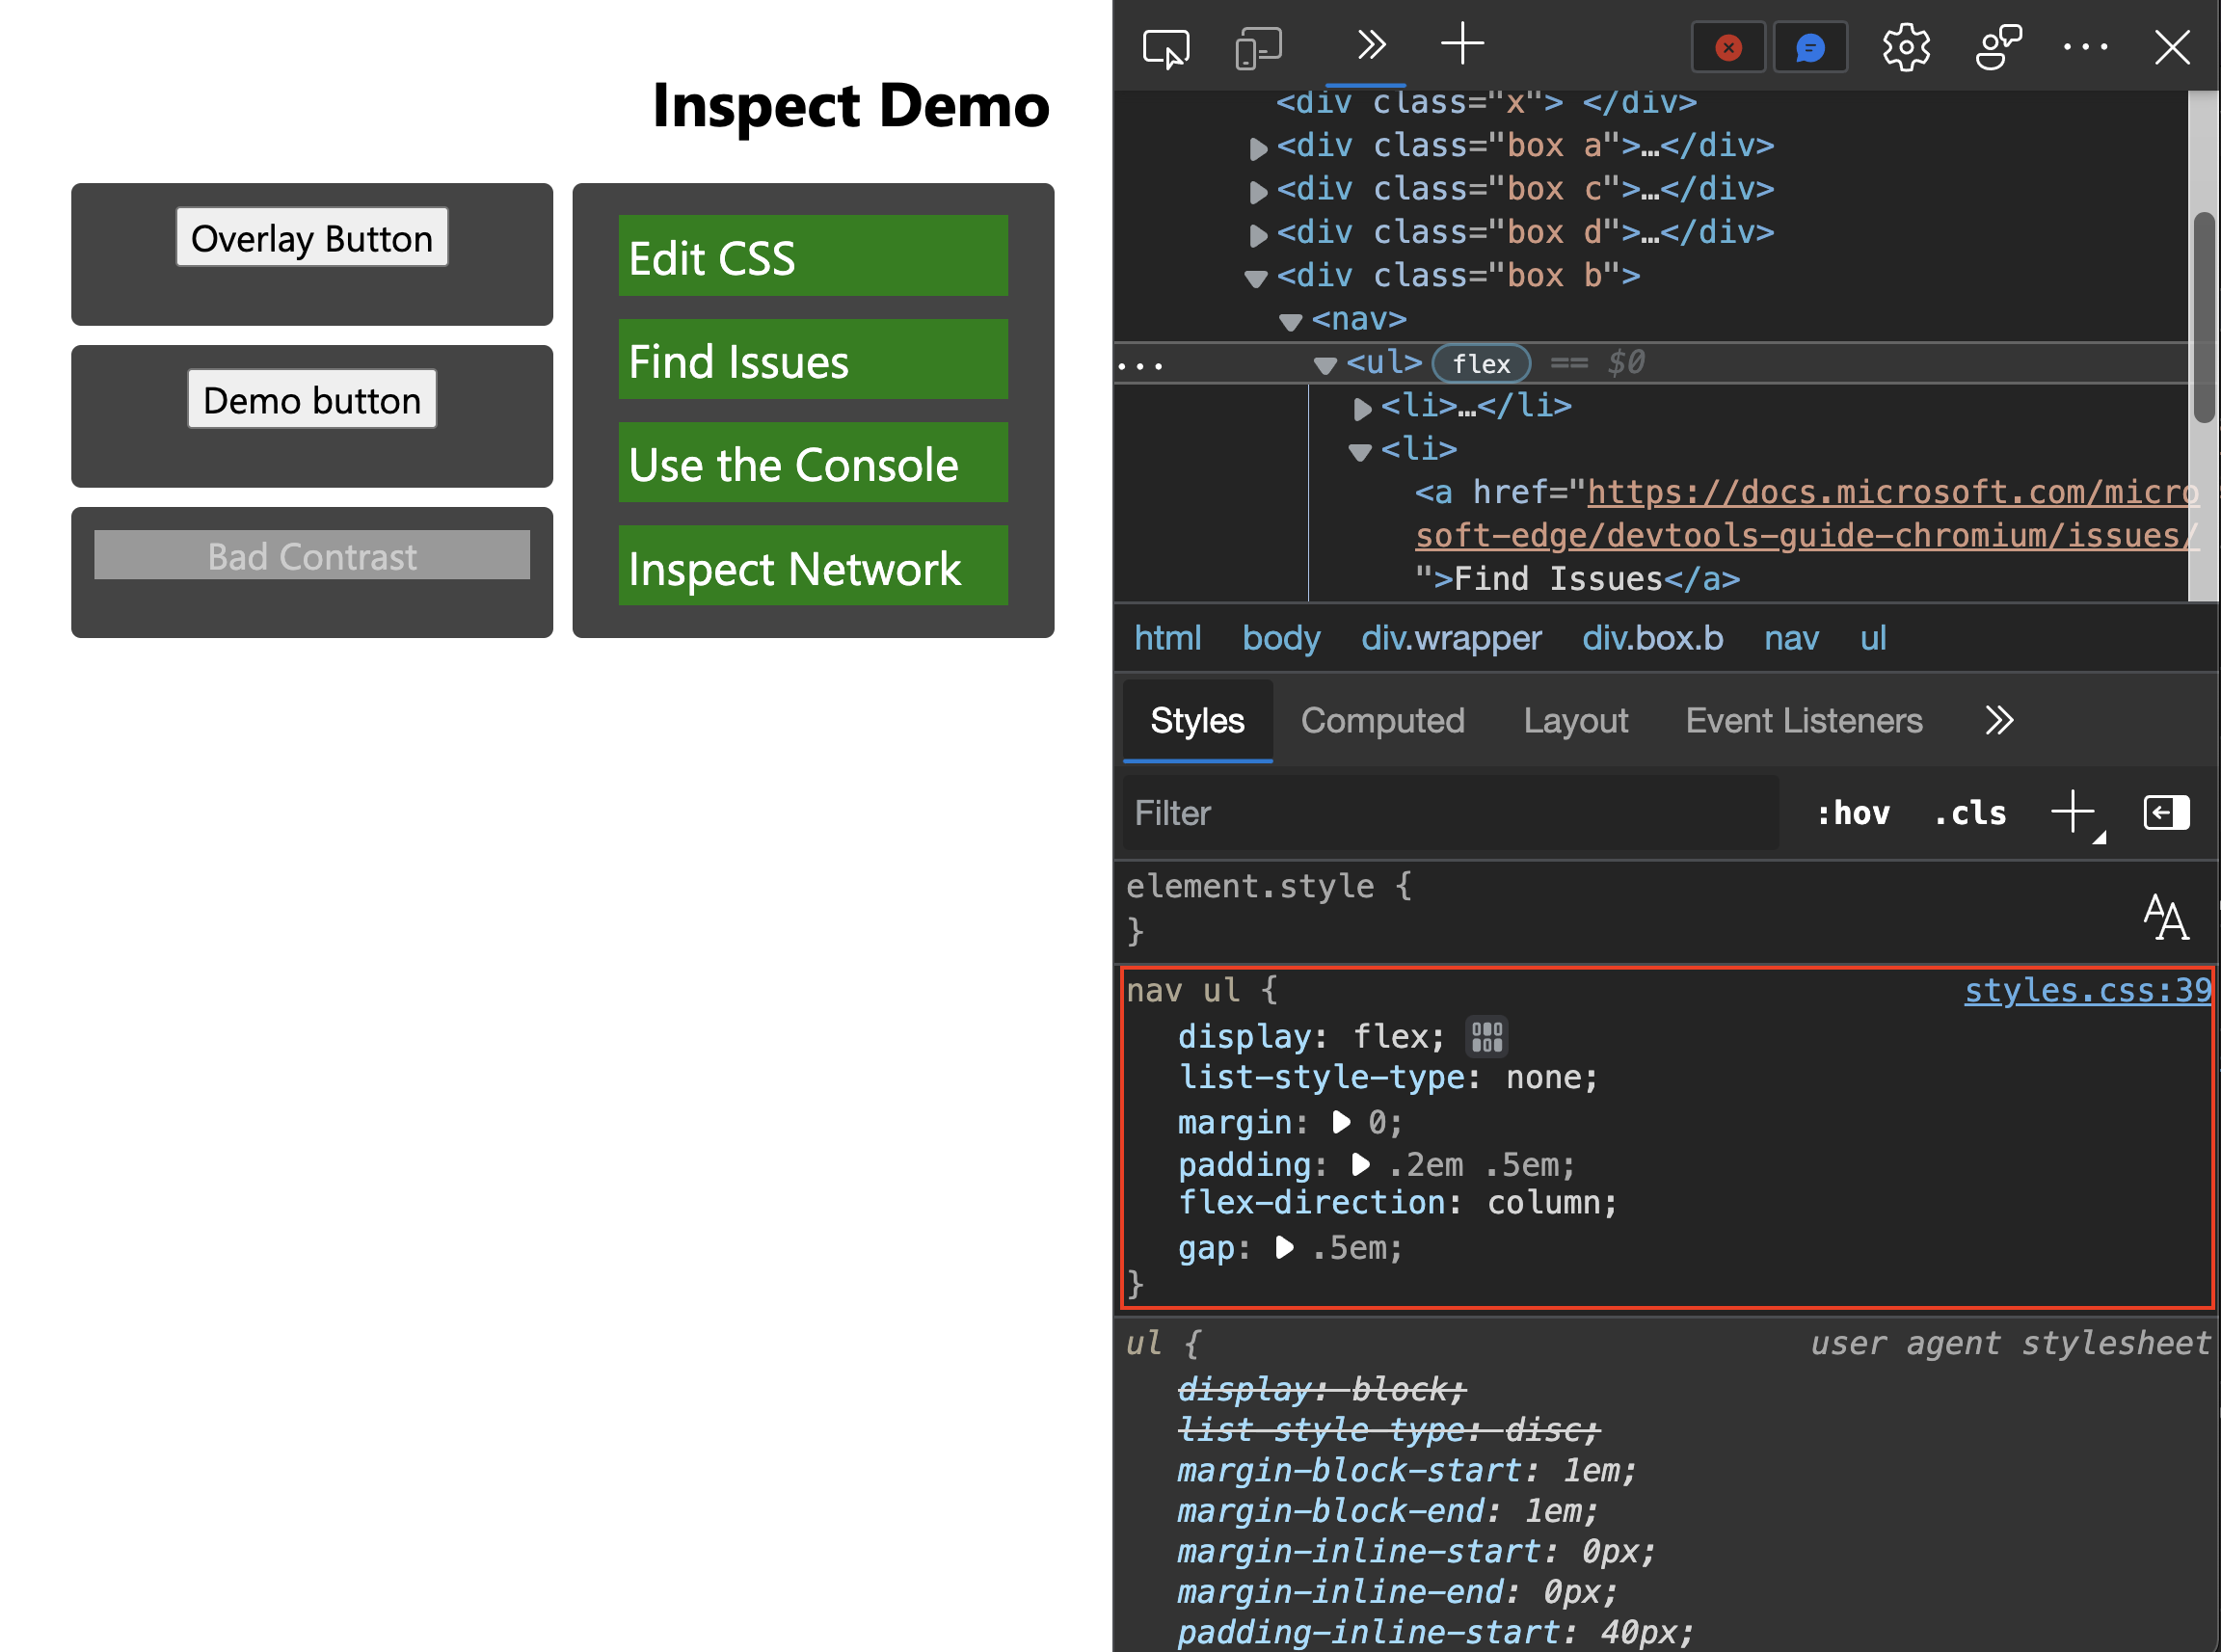 Inspect Demo
Overlay Button
Demo button
Bad Contrast
Edit CSS
Find Issues
Use the Console
Inspect Network
<div class="x"> </div>
<div class="box a">…</div>
<div class="box c">…</div>
<div class="box d">…</div>
<div class="box b">
<nav>
... <ul> flex == $0
<li>…</li>
<li>
<a href="https://docs.microsoft.com/micro
soft-edge/devtools-guide-chromium/issues/
">Find Issues</a>
html body div.wrapper div.box.b nav ul
Styles Computed Layout Event Listeners
Filter :hov .cls
element.style {
}
nav ul { styles.css:39
display: flex;
list-style-type: none;
margin: 0;
padding: .2em .5em;
flex-direction: column;
gap: .5em;
}
ul { user agent stylesheet
display: block;
list-style-type: disc;
margin-block-start: 1em;
margin-block-end: 1em;
margin-inline-start: 0px;
margin-inline-end: 0px;
padding-inline-start: 40px;